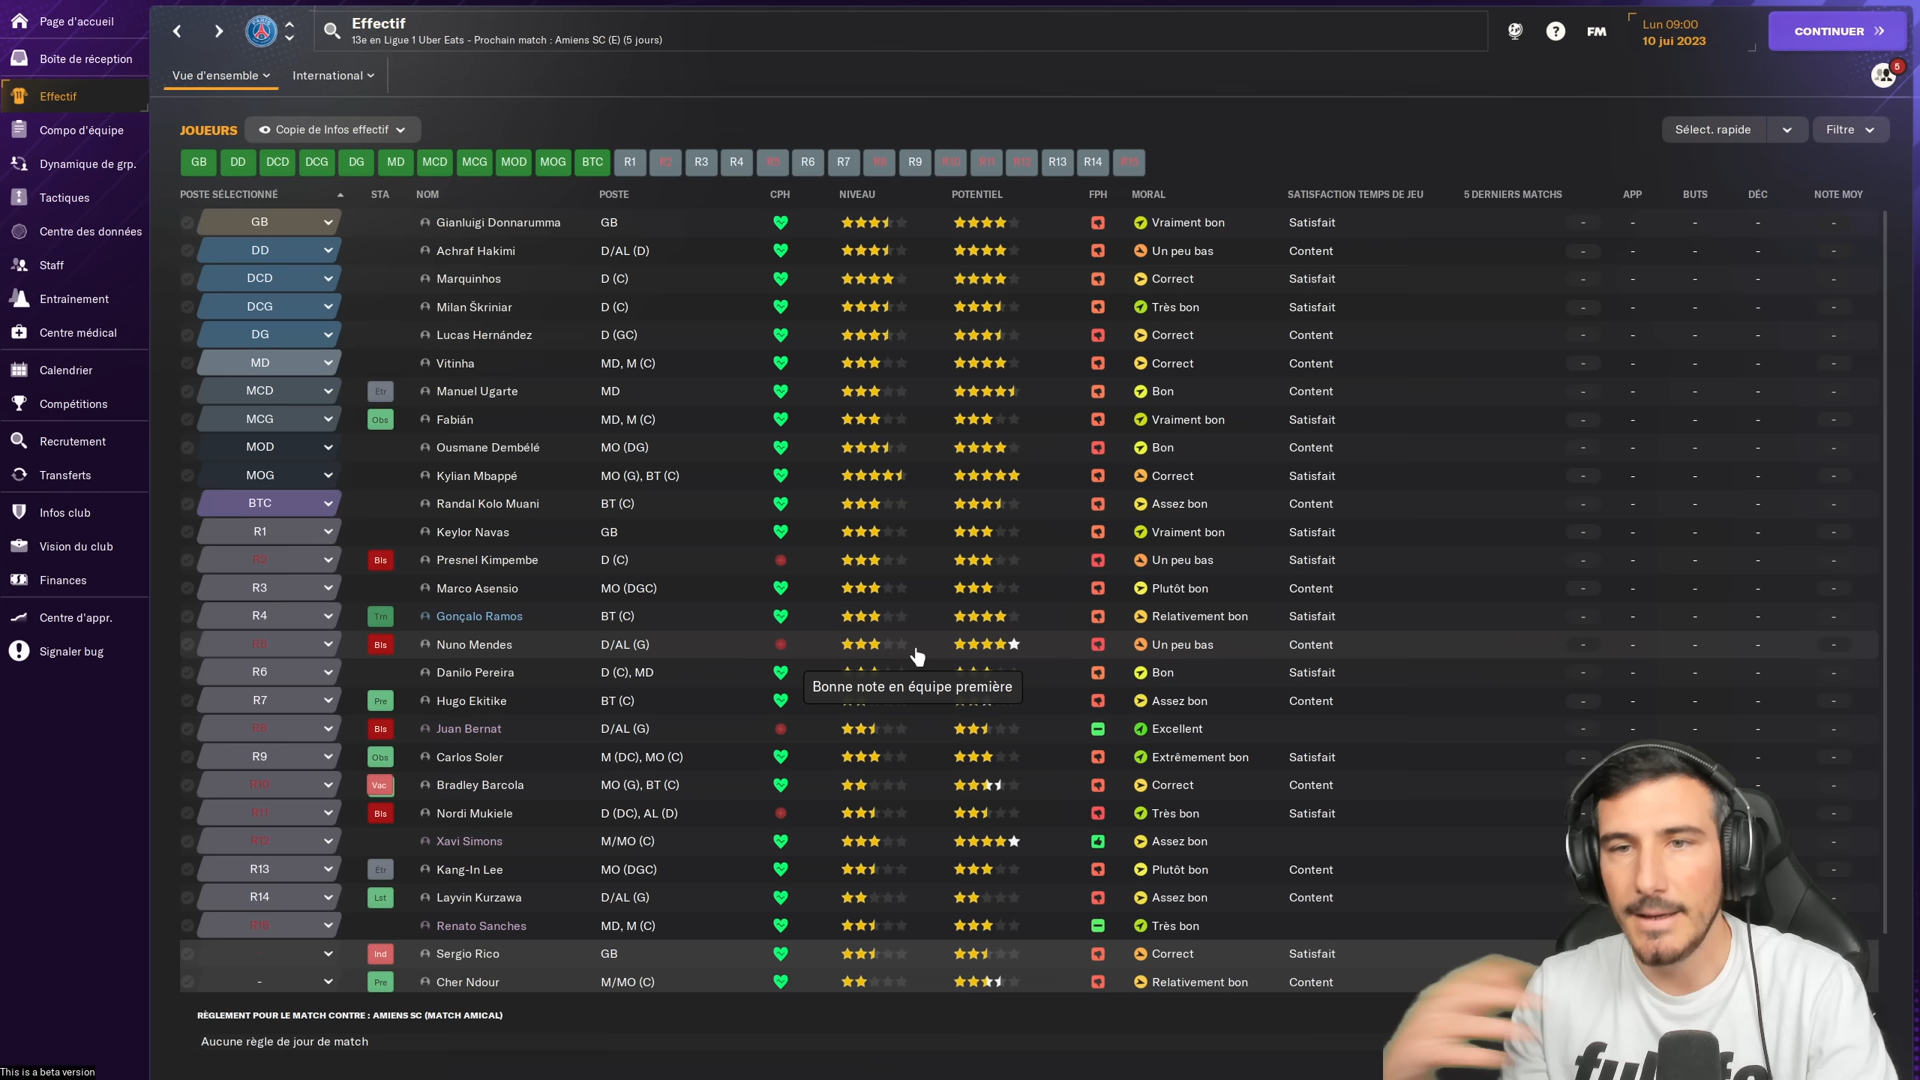 Page d'accueil
Boîte de réception
Effectif
Compo d'équipe
Dynamique de grp.
Tactiques
Centre des données
Staff
Entraînement
Centre médical
Calendrier
Compétitions
Recrutement
Transferts
Infos club
Vision du club
Finances
Centre d'appr.
Signaler bug
This is a beta version
Effectif
13e en Ligue 1 Uber Eats - Prochain match : Amiens SC (E) (5 jours)
FM
Lun 09:00
10 jui 2023
CONTINUER
5
Vue d'ensemble International
JOUEURS Copie de Infos effectif Sélect. rapide Filtre
GB DD DCD DCG DG MD MCD MCG MOD MOG BTC R1 R2 R3 R4 R5 R6 R7 R8 R9 R10 R11 R12 R13 R14 R15
POSTE SÉLECTIONNÉ STA NOM POSTE CPH NIVEAU POTENTIEL FPH MORAL SATISFACTION TEMPS DE JEU 5 DERNIERS MATCHS APP BUTS DÉC NOTE MOY
GB Gianluigi Donnarumma GB Vraiment bon Satisfait - - - - -
DD Achraf Hakimi D/AL (D) Un peu bas Content - - - - -
DCD Marquinhos D (C) Correct Satisfait - - - - -
DCG Milan Škriniar D (C) Très bon Satisfait - - - - -
DG Lucas Hernández D (GC) Correct Content - - - - -
MD Vitinha MD, M (C) Correct Content - - - - -
MCD Etr Manuel Ugarte MD Bon Content - - - - -
MCG Obs Fabián MD, M (C) Vraiment bon Satisfait - - - - -
MOD Ousmane Dembélé MO (DG) Bon Content - - - - -
MOG Kylian Mbappé MO (G), BT (C) Correct Satisfait - - - - -
BTC Randal Kolo Muani BT (C) Assez bon Content - - - - -
R1 Keylor Navas GB Vraiment bon Satisfait - - - - -
R2 Bls Presnel Kimpembe D (C) Un peu bas Satisfait - - - - -
R3 Marco Asensio MO (DGC) Plutôt bon Content - - - - -
R4 Trn Gonçalo Ramos BT (C) Relativement bon Satisfait - - - - -
R5 Bls Nuno Mendes D/AL (G) Un peu bas Content - - - - -
R6 Danilo Pereira D (C), MD Bon Content - - - - -
Bonne note en équipe première
R7 Pre Hugo Ekitike BT (C) Assez bon Content - - - - -
R8 Bls Juan Bernat D/AL (G) Excellent - - - - -
R9 Obs Carlos Soler M (DC), MO (C) Extrêmement bon Satisfait
R10 Vac Bradley Barcola MO (G), BT (C) Correct Satisfait
R11 Bls Nordi Mukiele D (DC), AL (D) Très bon Satisfait
R12 Xavi Simons M/MO (C) Assez bon
R13 Etr Kang-In Lee MO (DGC) Plutôt bon Content
R14 Lst Layvin Kurzawa D/AL (G) Assez bon Content
R15 Renato Sanches MD, M (C) Très bon
Ind Sergio Rico GB Correct Satisfait
- Pre Cher Ndour M/MO (C) Relativement bon Content
RÈGLEMENT POUR LE MATCH CONTRE : AMIENS SC (MATCH AMICAL)
Aucune règle de jour de match